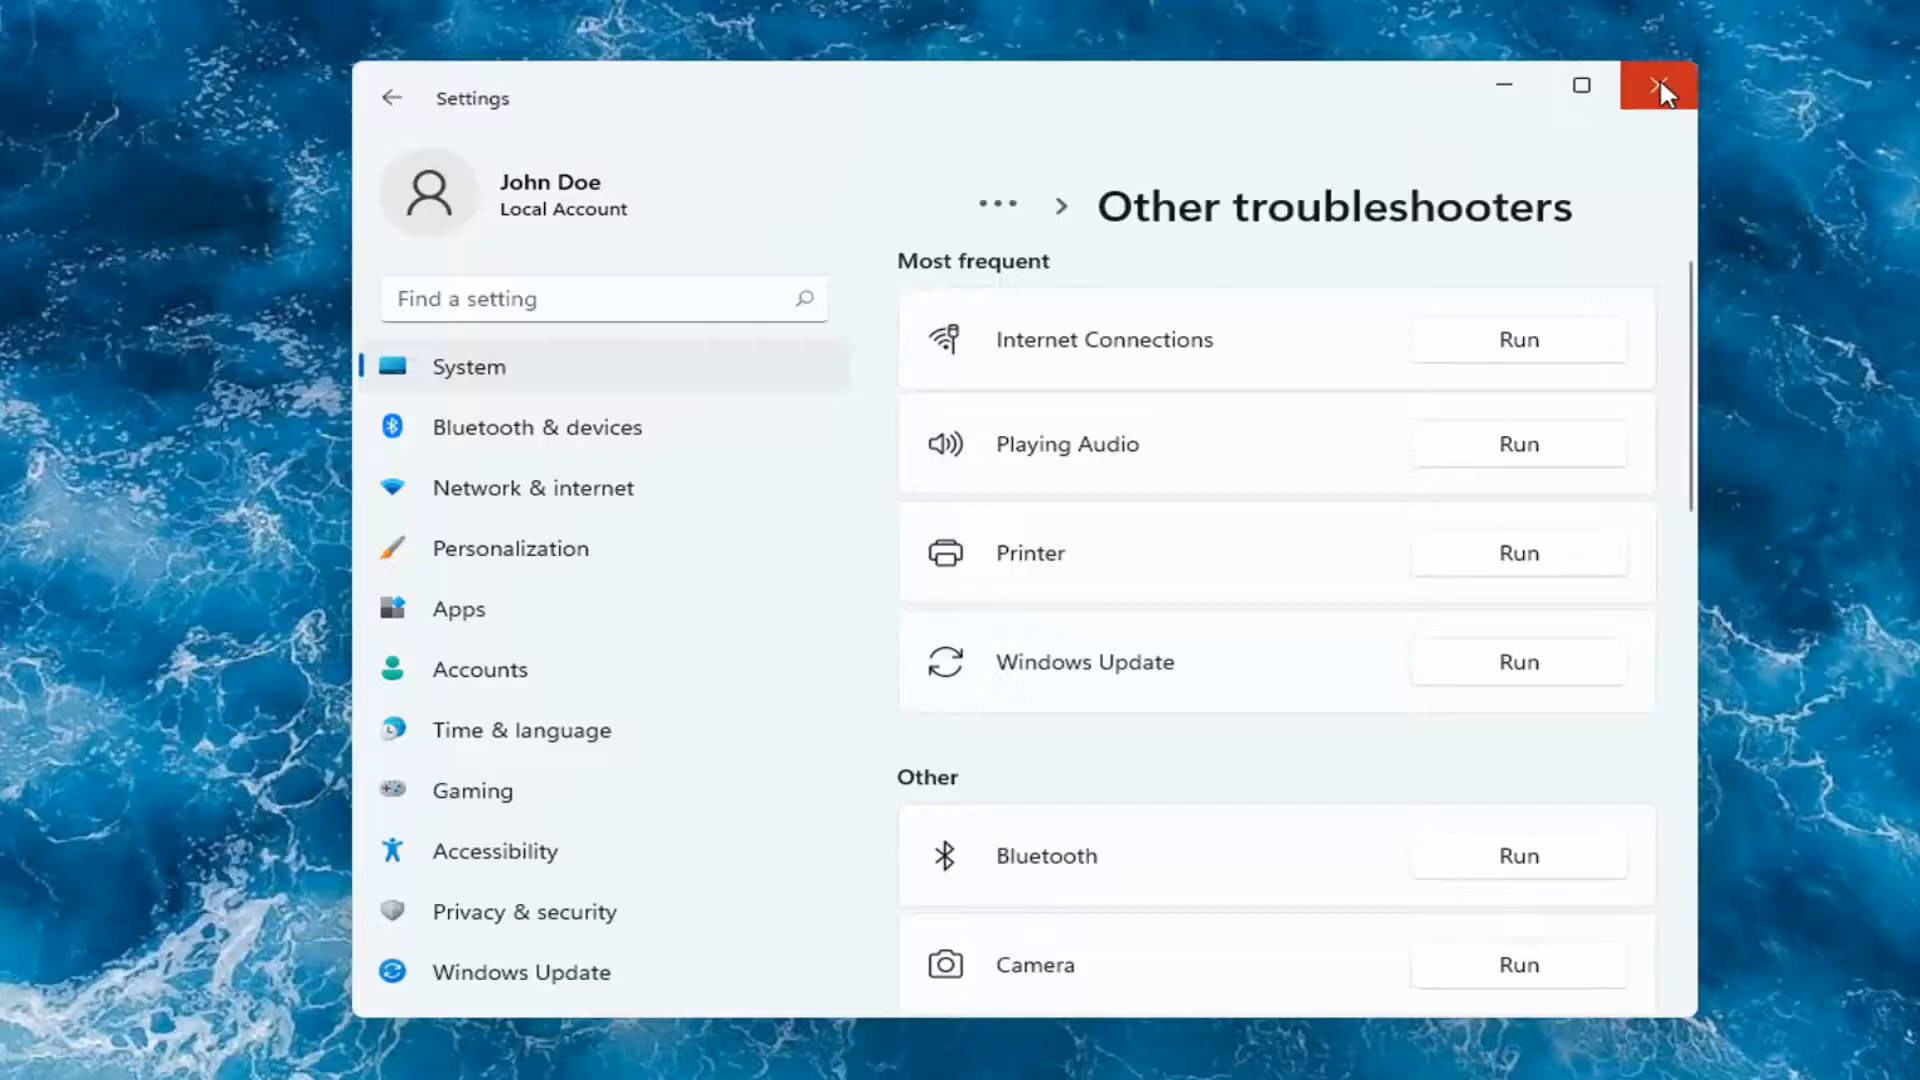 Settings
John Doe
Local Account
Find a setting
System
Bluetooth & devices
Network & internet
Personalization
Apps
Accounts
Time & language
Gaming
Accessibility
Privacy & security
Windows Update
... > Other troubleshooters
Most frequent
Internet Connections Run
Playing Audio Run
Printer Run
Windows Update Run
Other
Bluetooth Run
Camera Run